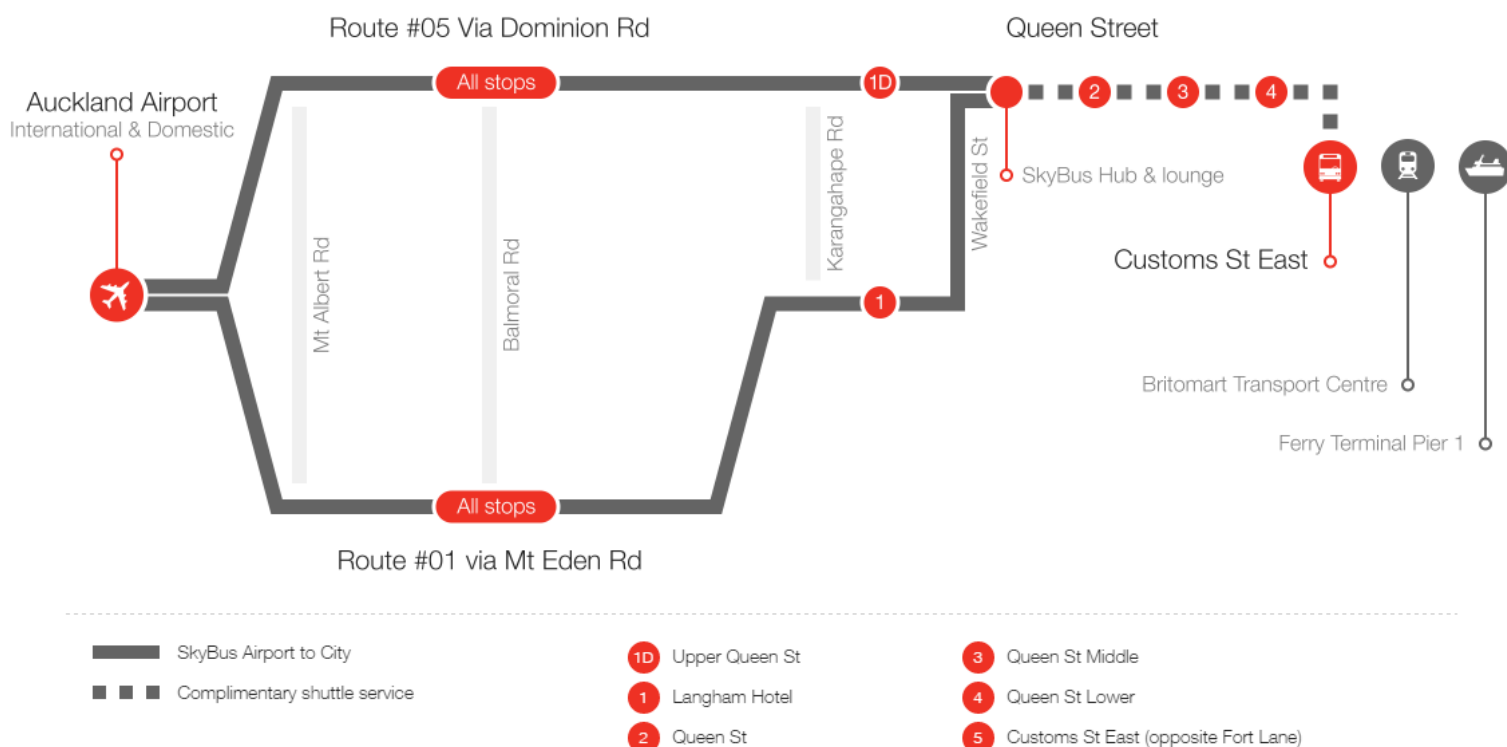 Route #05 Via Dominion Rd
Queen Street
All stops
1D
2
3
4
Auckland Airport
International & Domestic
Mt Albert Rd
Balmoral Rd
Karangahape Rd
Wakefield St
SkyBus Hub & lounge
Customs St East
1
Britomart Transport Centre
Ferry Terminal Pier 1
All stops
Route #01 via Mt Eden Rd
SkyBus Airport to City
Complimentary shuttle service
1D Upper Queen St
1 Langham Hotel
2 Queen St
3 Queen St Middle
4 Queen St Lower
5 Customs St East (opposite Fort Lane)